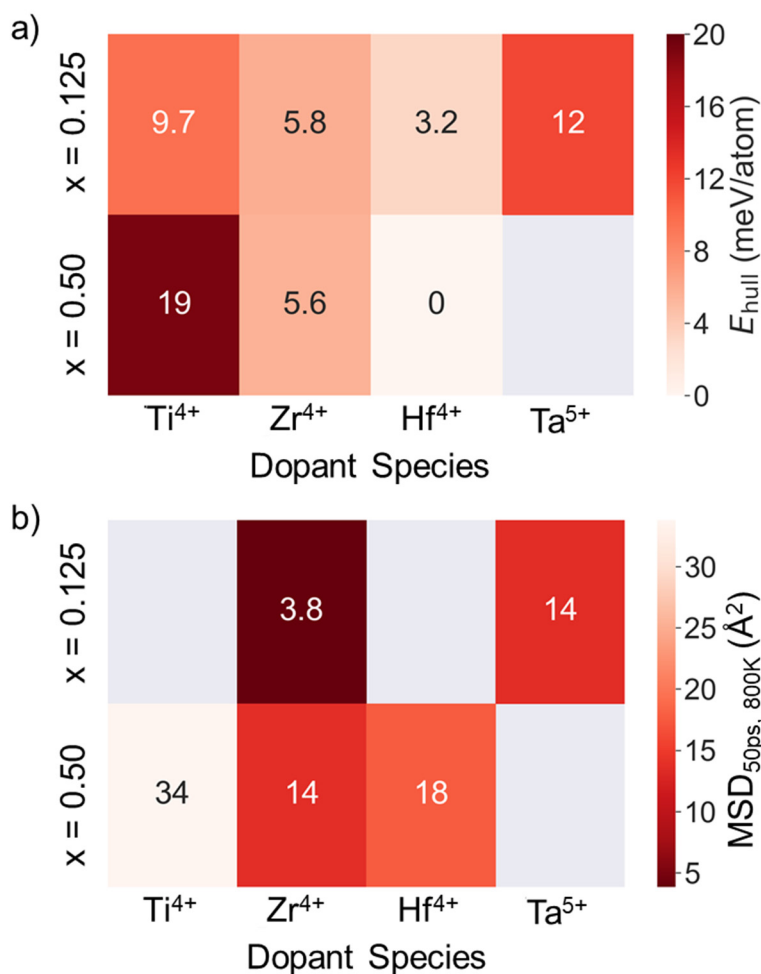 a)
x = 0.125
9.7 5.8 3.2 12
x = 0.50
19 5.6 0
Ti⁴⁺ Zr⁴⁺ Hf⁴⁺ Ta⁵⁺
Dopant Species
20
16
12
8
4
0
E_hull (meV/atom)
b)
x = 0.125
3.8 14
x = 0.50
34 14 18
Ti⁴⁺ Zr⁴⁺ Hf⁴⁺ Ta⁵⁺
Dopant Species
30
25
20
15
10
5
MSD_50ps, 800K (Å²)